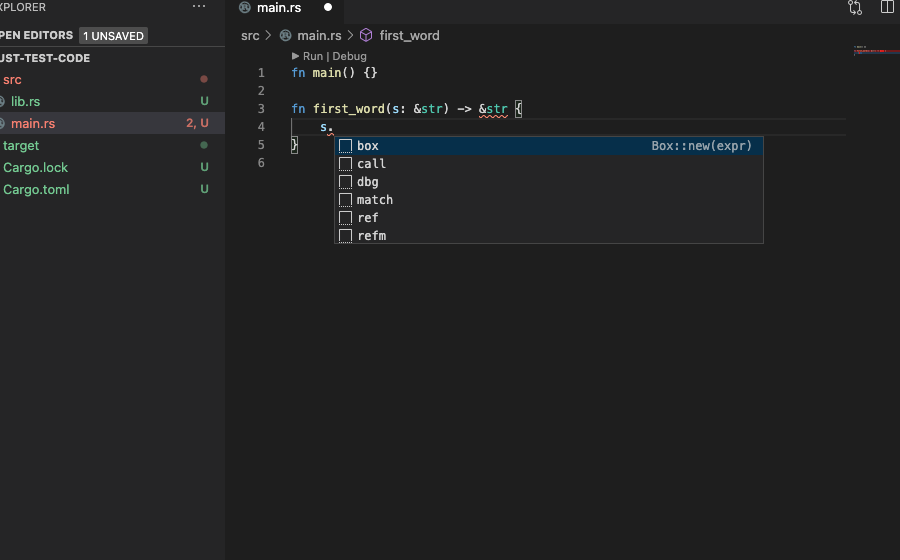 XPLORER ···
PEN EDITORS 1 UNSAVED
UST-TEST-CODE
src
lib.rs U
main.rs 2, U
target
Cargo.lock U
Cargo.toml U
main.rs
src > main.rs > first_word
Run | Debug
1 fn main() {}
2
3 fn first_word(s: &str) -> &str {
4 s.
5 }
6
box Box::new(expr)
call
dbg
match
ref
refm